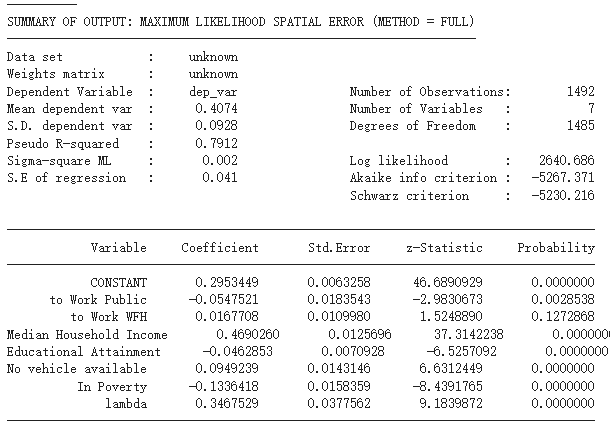 SUMMARY OF OUTPUT: MAXIMUM LIKELIHOOD SPATIAL ERROR (METHOD = FULL)
Data set : unknown
Weights matrix : unknown
Dependent Variable : dep_var Number of Observations: 1492
Mean dependent var : 0.4074 Number of Variables : 7
S.D. dependent var : 0.0928 Degrees of Freedom : 1485
Pseudo R-squared : 0.7912
Sigma-square ML : 0.002 Log likelihood : 2640.686
S.E of regression : 0.041 Akaike info criterion : -5267.371
Schwarz criterion : -5230.216
Variable Coefficient Std.Error z-Statistic Probability
CONSTANT 0.2953449 0.0063258 46.6890929 0.0000000
to Work Public -0.0547521 0.0183543 -2.9830673 0.0028538
to Work WFH 0.0167708 0.0109980 1.5248890 0.1272868
Median Household Income 0.4690260 0.0125696 37.3142238 0.0000000
Educational Attainment -0.0462853 0.0070928 -6.5257092 0.0000000
No vehicle available 0.0949239 0.0143146 6.6312449 0.0000000
In Poverty -0.1336418 0.0158359 -8.4391765 0.0000000
lambda 0.3467529 0.0377562 9.1839872 0.0000000